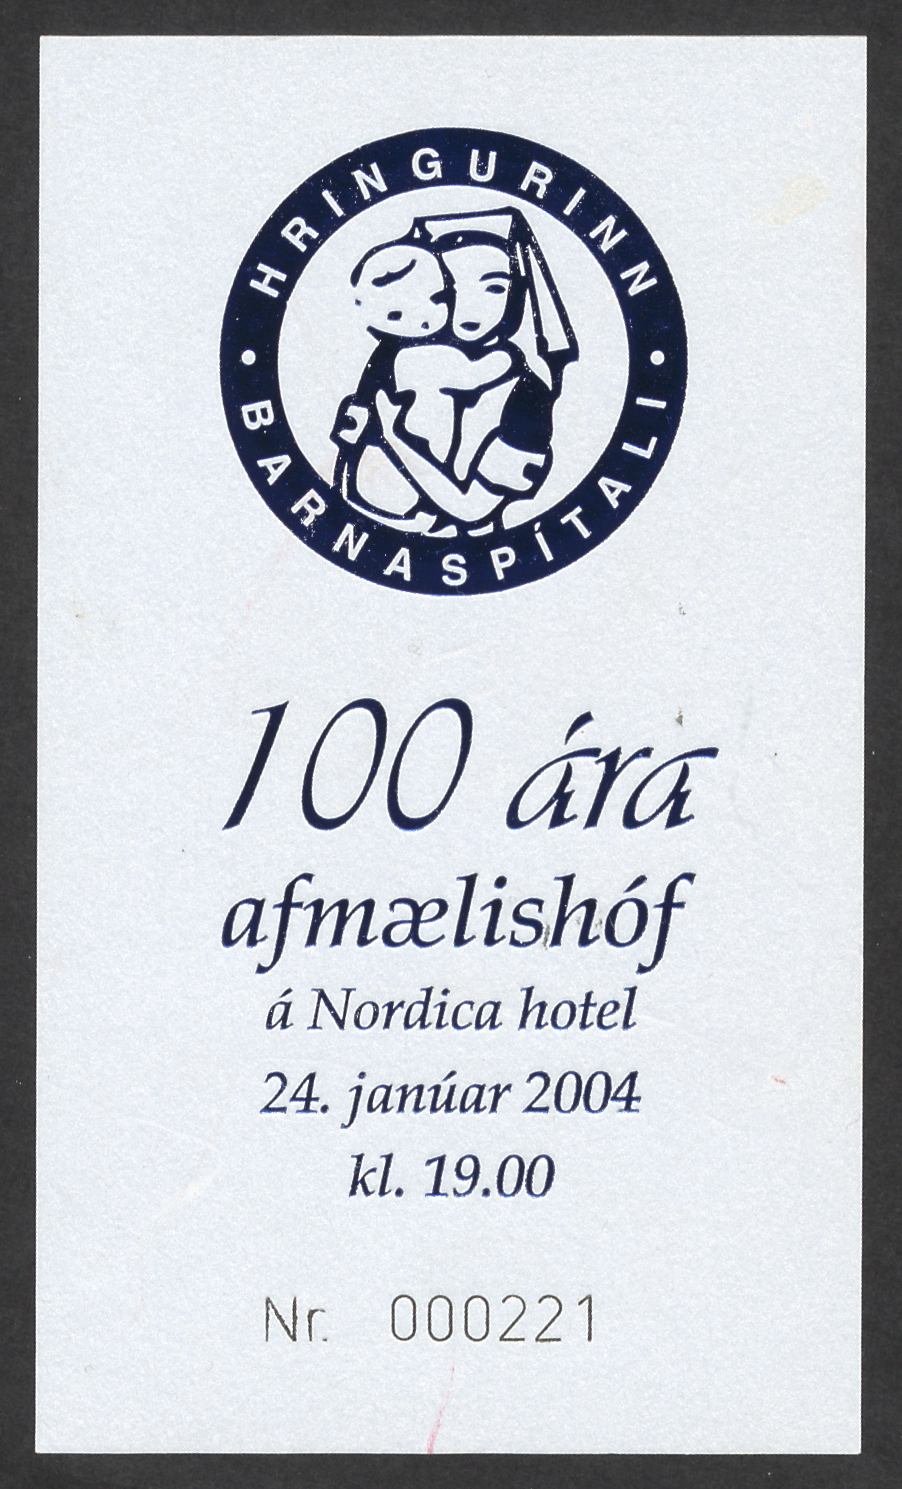 HRINGURINN
• BARNASPÍTALI •
100 ára
afmælishóf
á Nordica hotel
24. janúar 2004
kl. 19.00
Nr. 000221